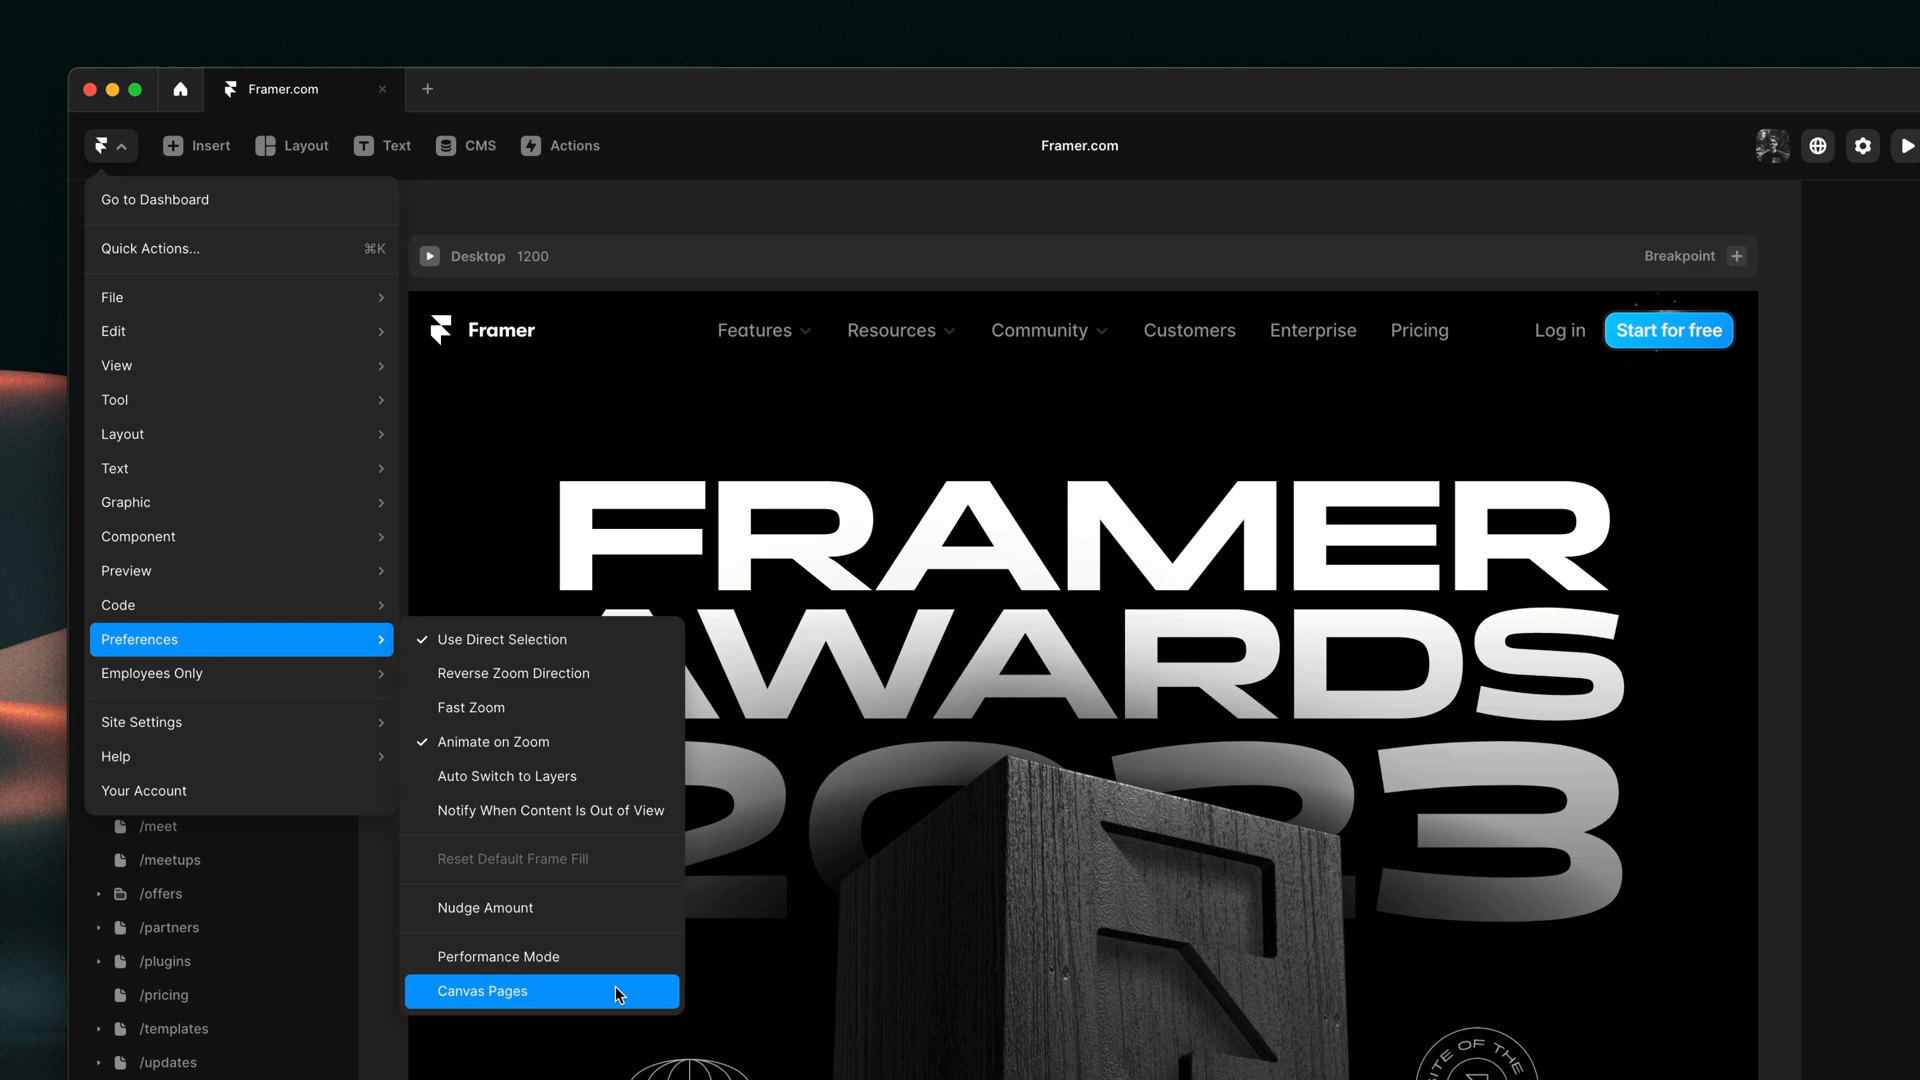 Framer.com
Insert
Layout
Text
CMS
Actions
Framer.com
Go to Dashboard
Quick Actions...
⌘K
File
Edit
View
Tool
Layout
Text
Graphic
Component
Preview
Code
Preferences
Employees Only
Site Settings
Help
Your Account
/meet
/meetups
/offers
/partners
/plugins
/pricing
/templates
/updates
Use Direct Selection
Reverse Zoom Direction
Fast Zoom
Animate on Zoom
Auto Switch to Layers
Notify When Content Is Out of View
Reset Default Frame Fill
Nudge Amount
Performance Mode
Canvas Pages
Desktop 1200
Breakpoint
Framer
Features
Resources
Community
Customers
Enterprise
Pricing
Log in
Start for free
FRAMER
AWARDS
2023
SITE OF THE